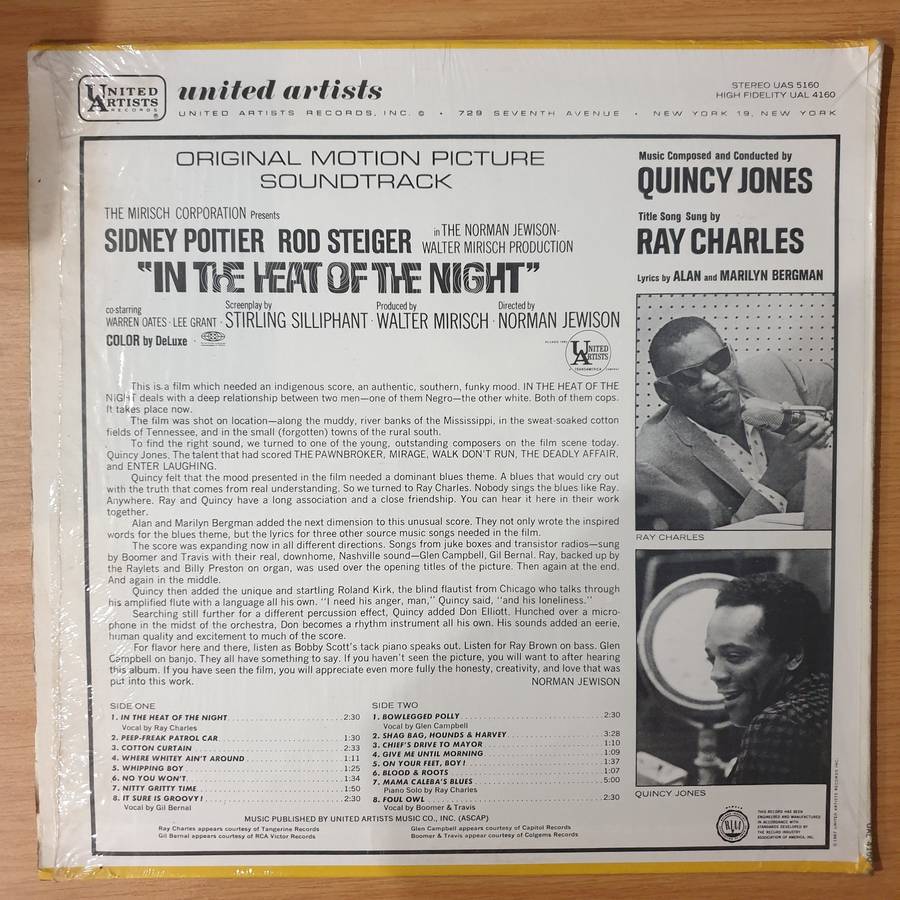 UNITED ARTISTS RECORDS ®
united artists
UNITED ARTISTS RECORDS, INC. © • 729 SEVENTH AVENUE • NEW YORK 19, NEW YORK
STEREO UAS 5160
HIGH FIDELITY UAL 4160
ORIGINAL MOTION PICTURE
SOUNDTRACK
THE MIRISCH CORPORATION Presents
SIDNEY POITIER ROD STEIGER in THE NORMAN JEWISON-
WALTER MIRISCH PRODUCTION
"IN THE HEAT OF THE NIGHT"
co-starring
WARREN OATES · LEE GRANT · Screenplay by STIRLING SILLIPHANT · Produced by WALTER MIRISCH · Directed by NORMAN JEWISON
COLOR by DeLuxe
UNITED ARTISTS
This is a film which needed an indigenous score, an authentic, southern, funky mood. IN THE HEAT OF THE
NIGHT deals with a deep relationship between two men—one of them Negro—the other white. Both of them cops.
It takes place now.
The film was shot on location—along the muddy, river banks of the Mississippi, in the sweat-soaked cotton
fields of Tennessee, and in the small (forgotten) towns of the rural south.
To find the right sound, we turned to one of the young, outstanding composers on the film scene today.
Quincy Jones. The talent that had scored THE PAWNBROKER, MIRAGE, WALK DON'T RUN, THE DEADLY AFFAIR,
and ENTER LAUGHING.
Quincy felt that the mood presented in the film needed a dominant blues theme. A blues that would cry out
with the truth that comes from real understanding. So we turned to Ray Charles. Nobody sings the blues like Ray.
Anywhere. Ray and Quincy have a long association and a close friendship. You can hear it here in their work
together.
Alan and Marilyn Bergman added the next dimension to this unusual score. They not only wrote the inspired
words for the blues theme, but the lyrics for three other source music songs needed in the film.
The score was expanding now in all different directions. Songs from juke boxes and transistor radios—sung
by Boomer and Travis with their real, downhome, Nashville sound—Glen Campbell, Gil Bernal. Ray, backed up by
the Raylets and Billy Preston on organ, was used over the opening titles of the picture. Then again at the end.
And again in the middle.
Quincy then added the unique and startling Roland Kirk, the blind flautist from Chicago who talks through
his amplified flute with a language all his own. "I need his anger, man," Quincy said, "and his loneliness."
Searching still further for a different percussion effect, Quincy added Don Elliott. Hunched over a micro-
phone in the midst of the orchestra, Don becomes a rhythm instrument all his own. His sounds added an eerie,
human quality and excitement to much of the score.
For flavor here and there, listen as Bobby Scott's tack piano speaks out. Listen for Ray Brown on bass. Glen
Campbell on banjo. They all have something to say. If you haven't seen the picture, you will want to after hearing
this album. If you have seen the film, you will appreciate even more fully the honesty, creativity, and love that was
put into this work. NORMAN JEWISON
SIDE ONE
1. IN THE HEAT OF THE NIGHT 2:30
Vocal by Ray Charles
2. PEEP-FREAK PATROL CAR 1:30
3. COTTON CURTAIN 2:33
4. WHERE WHITEY AIN'T AROUND 1:11
5. WHIPPING BOY 1:25
6. NO YOU WON'T 1:34
7. NITTY GRITTY TIME 1:50
8. IT SURE IS GROOVY! 2:30
Vocal by Gil Bernal
SIDE TWO
1. BOWLEGGED POLLY 2:30
Vocal by Glen Campbell
2. SHAG BAG, HOUNDS & HARVEY 3:28
3. CHIEF'S DRIVE TO MAYOR 1:10
4. GIVE ME UNTIL MORNING 1:09
5. ON YOUR FEET, BOY! 1:37
6. BLOOD & ROOTS 1:07
7. MAMA CALEBA'S BLUES 5:00
Piano Solo by Ray Charles
8. FOUL OWL 2:30
Vocal by Boomer & Travis
MUSIC PUBLISHED BY UNITED ARTISTS MUSIC CO., INC. (ASCAP)
Ray Charles appears courtesy of Tangerine Records
Gil Bernal appears courtesy of RCA Victor Records
Glen Campbell appears courtesy of Capitol Records
Boomer & Travis appear courtesy of Colgems Records
Music Composed and Conducted by
QUINCY JONES
Title Song Sung by
RAY CHARLES
Lyrics by ALAN and MARILYN BERGMAN
RAY CHARLES
QUINCY JONES
RIAA
THIS RECORD HAS BEEN
ENGINEERED AND MANUFACTURED
IN ACCORDANCE WITH
STANDARDS DEVELOPED BY
THE RECORD INDUSTRY
ASSOCIATION OF AMERICA, INC.
©1967 UNITED ARTISTS RECORDS INC.